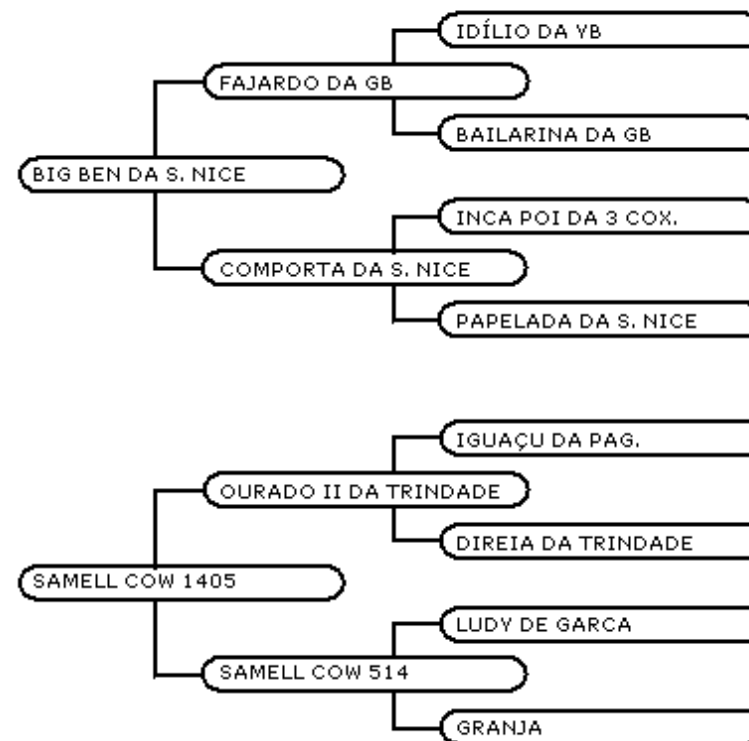 IDÍLIO DA YB
FAJARDO DA GB
BAILARINA DA GB
BIG BEN DA S. NICE
INCA POI DA 3 COX.
COMPORTA DA S. NICE
PAPELADA DA S. NICE
IGUAÇU DA PAG.
OURADO II DA TRINDADE
DIREIA DA TRINDADE
SAMELL COW 1405
LUDY DE GARCA
SAMELL COW 514
GRANJA